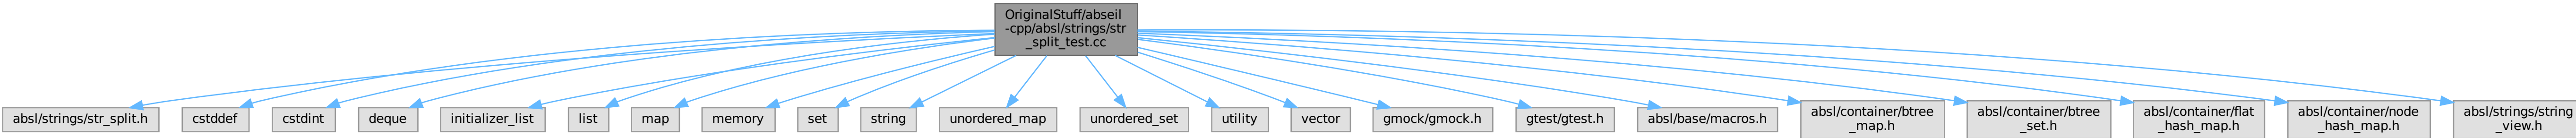 OriginalStuff/abseil
-cpp/absl/strings/str
_split_test.cc
absl/strings/str_split.h
cstddef
cstdint
deque
initializer_list
list
map
memory
set
string
unordered_map
unordered_set
utility
vector
gmock/gmock.h
gtest/gtest.h
absl/base/macros.h
absl/container/btree
_map.h
absl/container/btree
_set.h
absl/container/flat
_hash_map.h
absl/container/node
_hash_map.h
absl/strings/string
_view.h